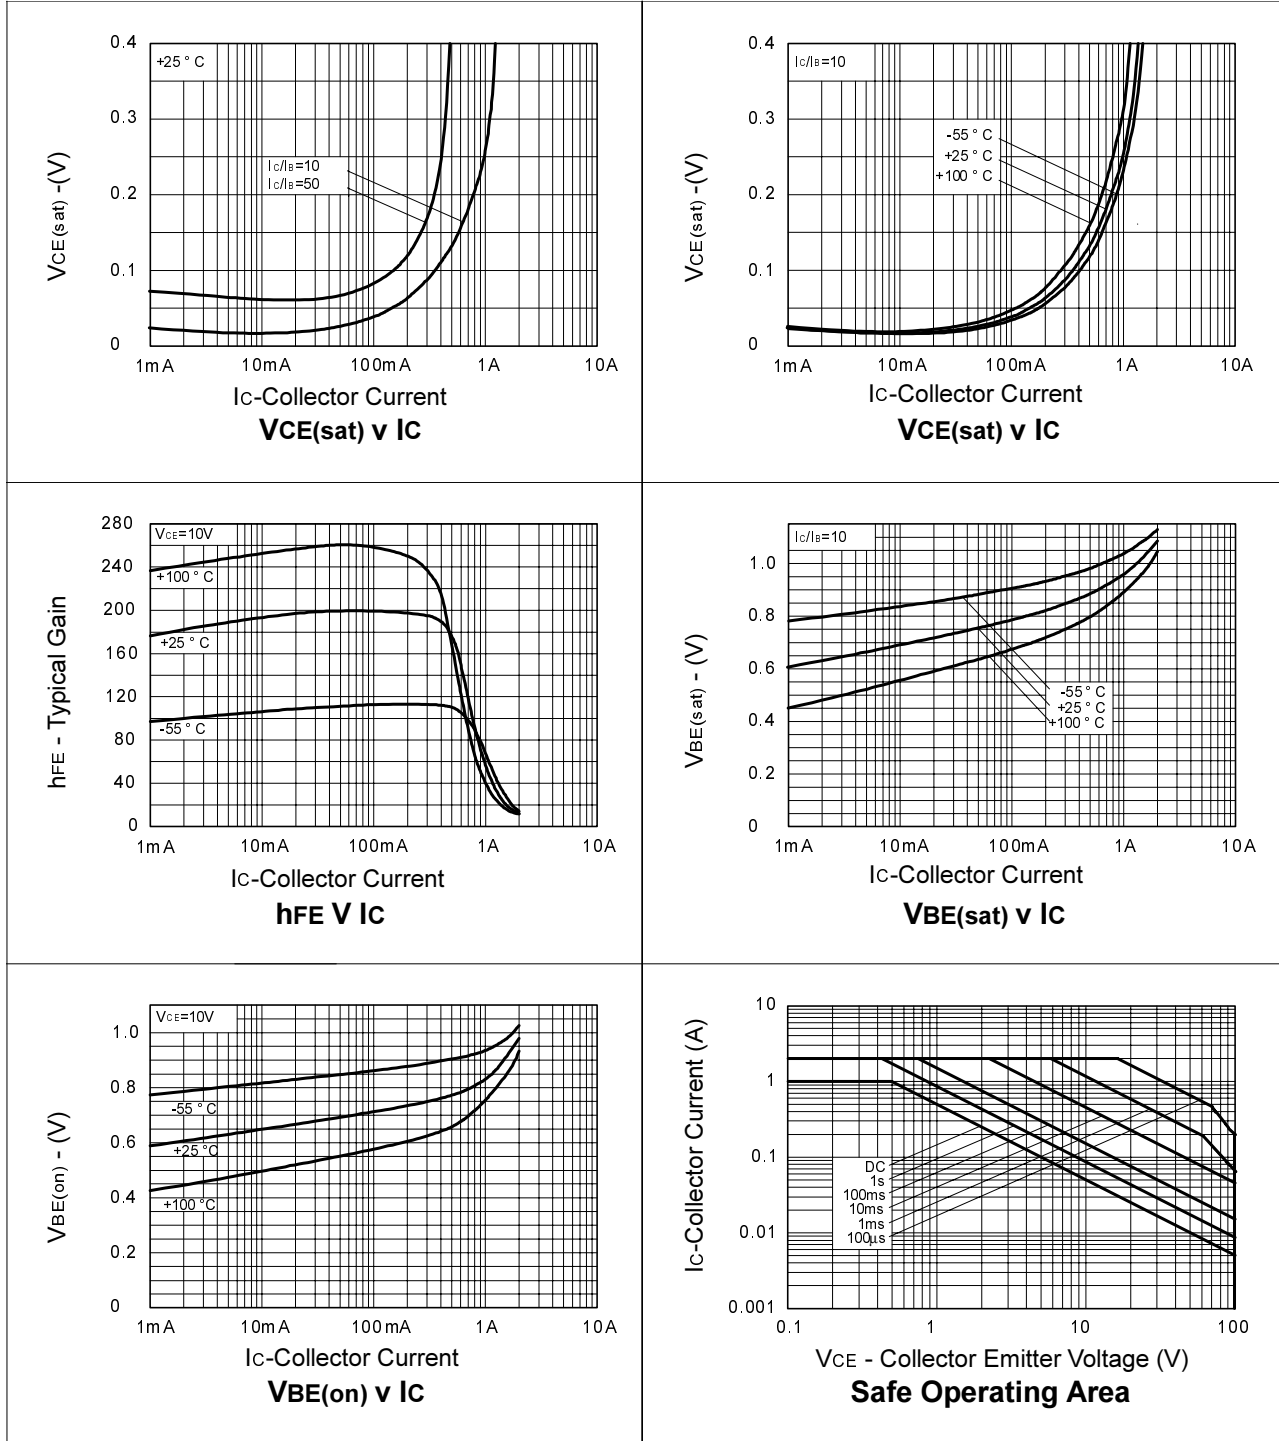 0.4
+25 ° C
0.3
IC/IB=10
IC/IB=50
0.2
0.1
0
VCE(sat) -(V)
1mA 10mA 100mA 1A 10A
IC-Collector Current
VCE(sat) v IC
0.4
IC/IB=10
0.3
-55 ° C
+25 ° C
+100 ° C
0.2
0.1
0
VCE(sat) -(V)
1mA 10mA 100mA 1A 10A
IC-Collector Current
VCE(sat) v IC
280
VCE=10V
240
+100 ° C
200
+25 ° C
160
120
-55 ° C
80
40
0
hFE - Typical Gain
1mA 10mA 100mA 1A 10A
IC-Collector Current
hFE V IC
IC/IB=10
1.0
0.8
0.6
-55 ° C
+25 ° C
+100 ° C
0.4
0.2
0
VBE(sat) - (V)
1mA 10mA 100mA 1A 10A
IC-Collector Current
VBE(sat) v IC
VCE=10V
1.0
0.8
-55 ° C
0.6
+25 °C
0.4
+100 ° C
0.2
0
VBE(on) - (V)
1mA 10mA 100mA 1A 10A
IC-Collector Current
VBE(on) v IC
10
1
0.1
DC
1s
100ms
10ms
1ms
100µs
0.01
0.001
IC-Collector Current (A)
0.1 1 10 100
VCE - Collector Emitter Voltage (V)
Safe Operating Area